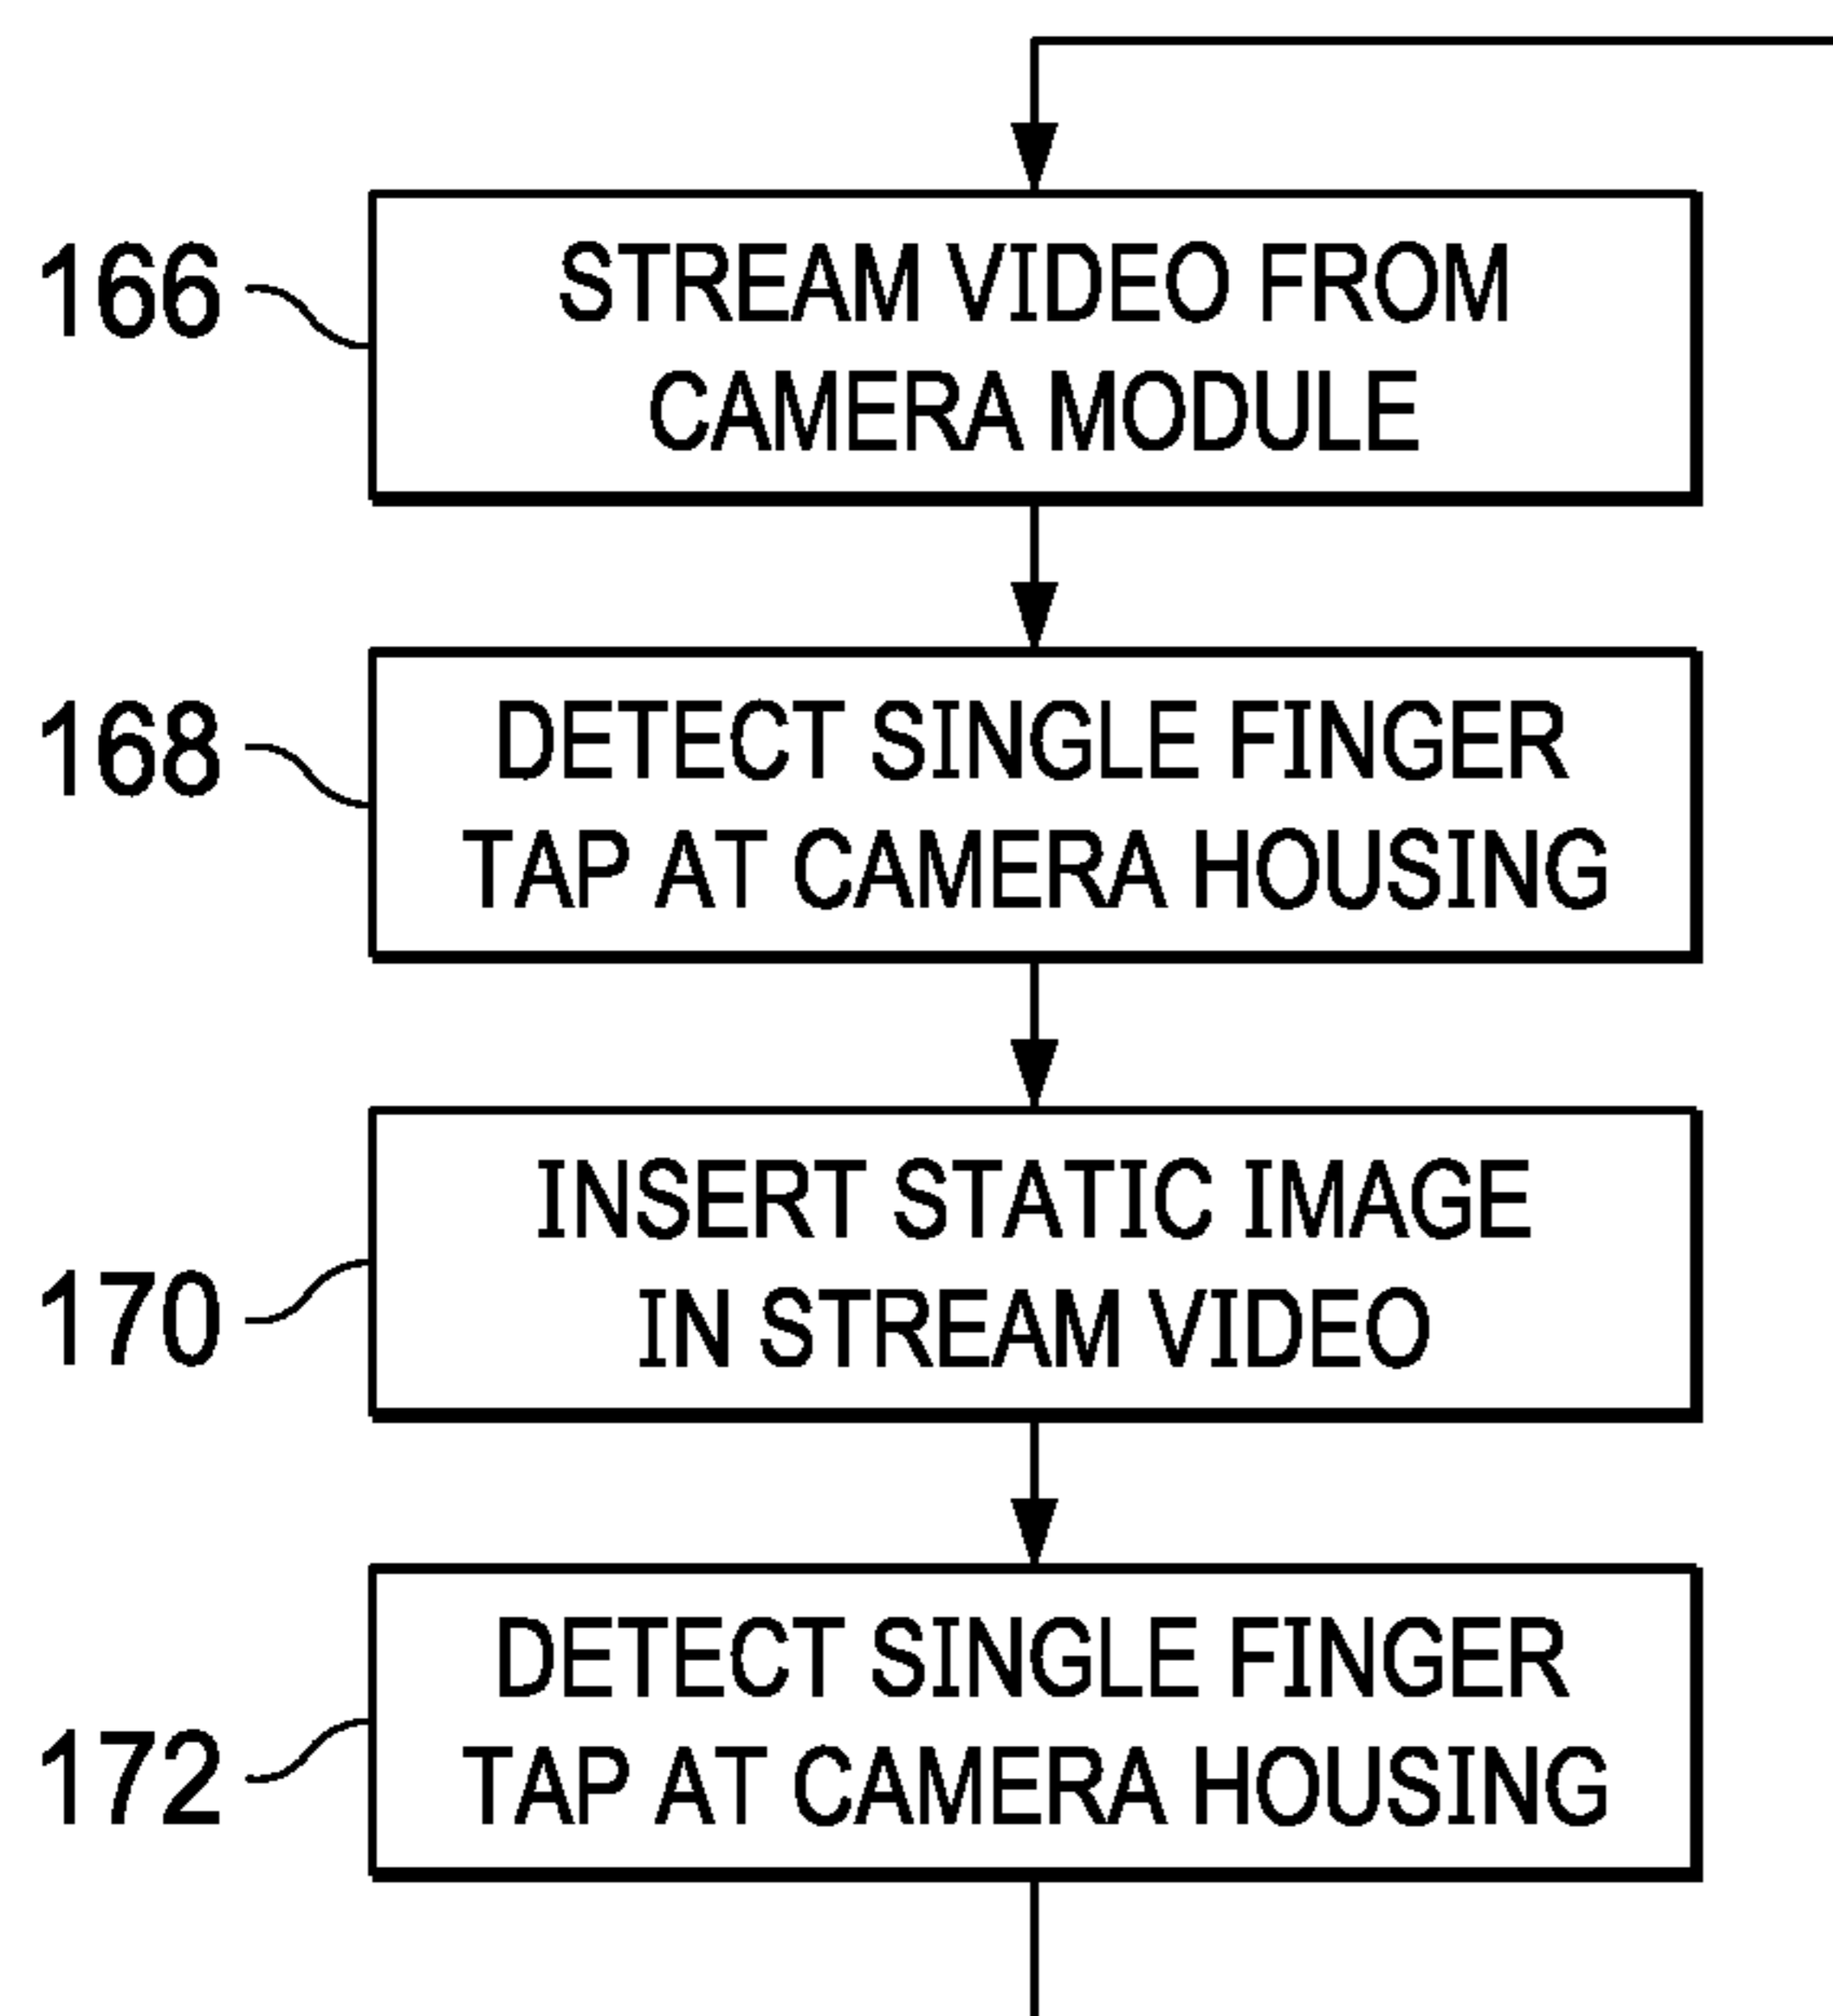 166
STREAM VIDEO FROM
CAMERA MODULE
168
DETECT SINGLE FINGER
TAP AT CAMERA HOUSING
170
INSERT STATIC IMAGE
IN STREAM VIDEO
172
DETECT SINGLE FINGER
TAP AT CAMERA HOUSING